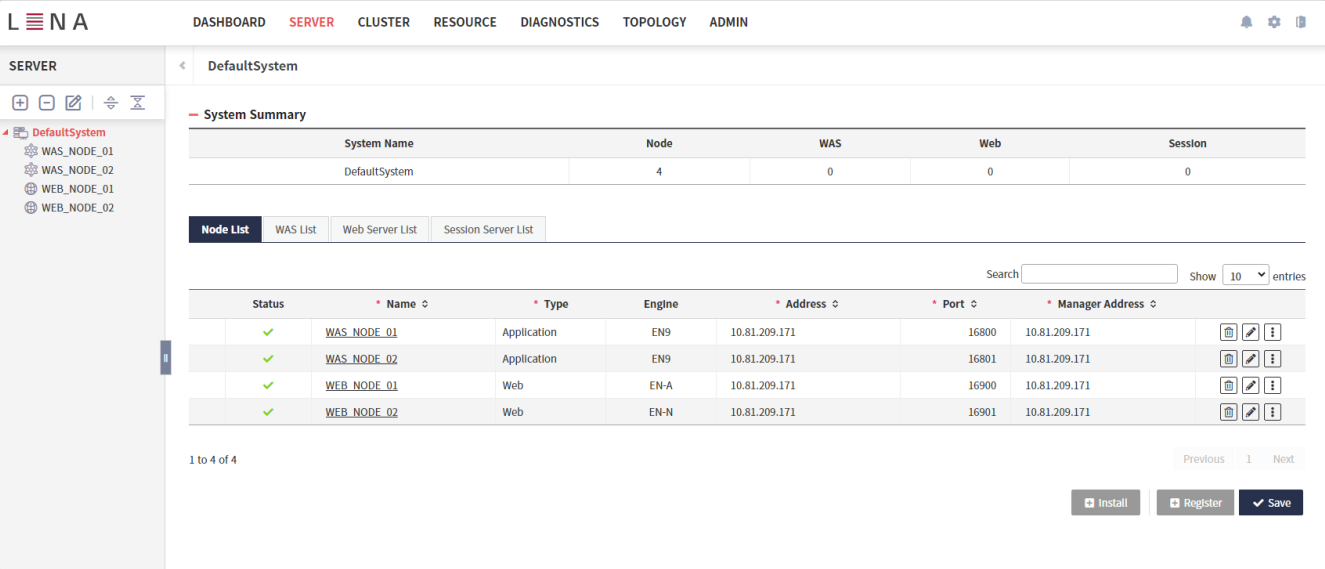 LENA DASHBOARD SERVER CLUSTER RESOURCE DIAGNOSTICS TOPOLOGY ADMIN
SERVER
DefaultSystem
DefaultSystem
WAS_NODE_01
WAS_NODE_02
WEB_NODE_01
WEB_NODE_02
System Summary
System Name Node WAS Web Session
DefaultSystem 4 0 0 0
Node List WAS List Web Server List Session Server List
Search Show 10 entries
Status * Name * Type Engine * Address * Port * Manager Address
WAS_NODE_01 Application EN9 10.81.209.171 16800 10.81.209.171
WAS_NODE_02 Application EN9 10.81.209.171 16801 10.81.209.171
WEB_NODE_01 Web EN-A 10.81.209.171 16900 10.81.209.171
WEB_NODE_02 Web EN-N 10.81.209.171 16901 10.81.209.171
1 to 4 of 4 Previous 1 Next
Install Register Save